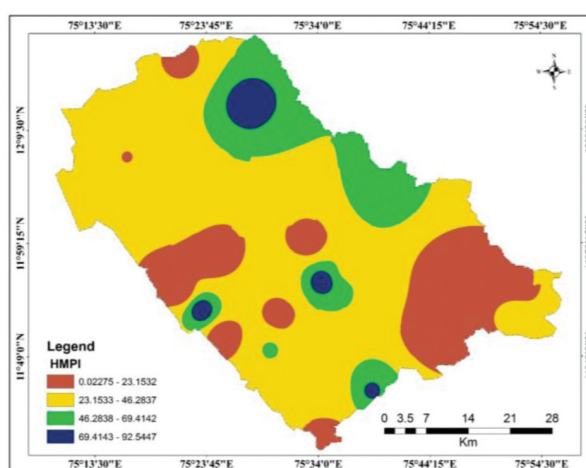 75°13'30"E 75°23'45"E 75°34'0"E 75°44'15"E 75°54'30"E
N
W E
S
12°9'30"N
11°59'15"N
11°49'0"N
Legend
HMPI
0.02275 - 23.1532
23.1533 - 46.2837
46.2838 - 69.4142
69.4143 - 92.5447
0 3.5 7 14 21 28
Km
75°13'30"E 75°23'45"E 75°34'0"E 75°44'15"E 75°54'30"E